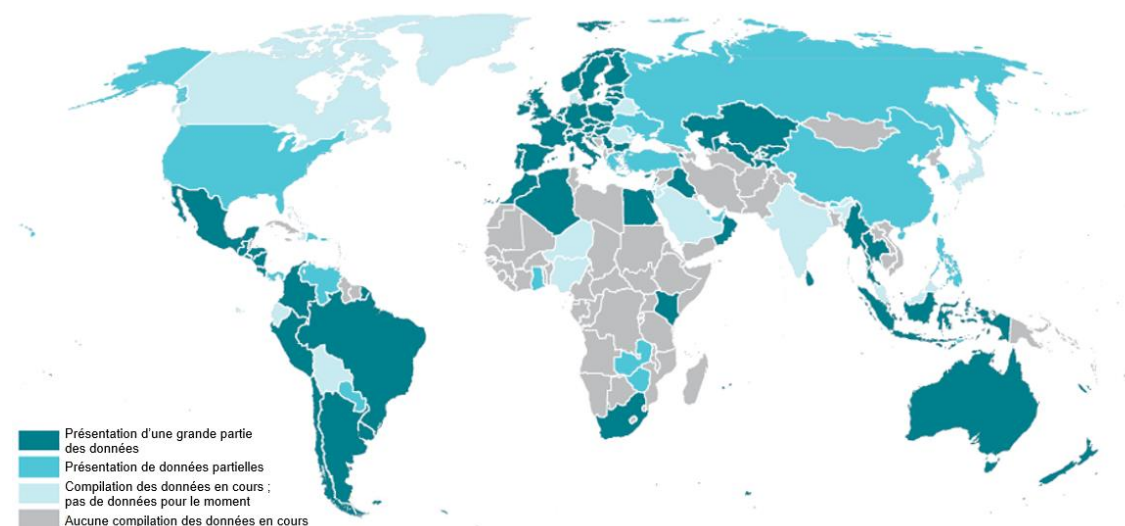 Présentation d’une grande partie
des données
Présentation de données partielles
Compilation des données en cours ;
pas de données pour le moment
Aucune compilation des données en cours